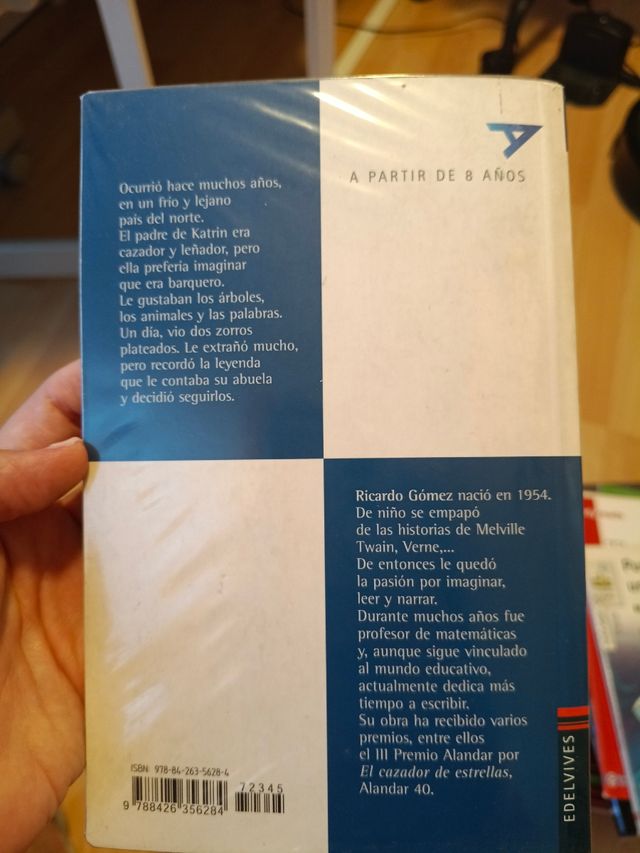 A PARTIR DE 8 AÑOS
Ocurrió hace muchos años,
en un frío y lejano
país del norte.
El padre de Katrin era
cazador y leñador, pero
ella prefería imaginar
que era barquero.
Le gustaban los árboles,
los animales y las palabras.
Un día, vio dos zorros
plateados. Le extrañó mucho,
pero recordó la leyenda
que le contaba su abuela
y decidió seguirlos.
Ricardo Gómez nació en 1954.
De niño se empapó
de las historias de Melville
Twain, Verne,...
De entonces le quedó
la pasión por imaginar,
leer y narrar.
Durante muchos años fue
profesor de matemáticas
y, aunque sigue vinculado
al mundo educativo,
actualmente dedica más
tiempo a escribir.
Su obra ha recibido varios
premios, entre ellos
el III Premio Alandar por
El cazador de estrellas,
Alandar 40.
EDELVIVES
ISBN 978-84-263-5628-4
72345
9 788426 356284